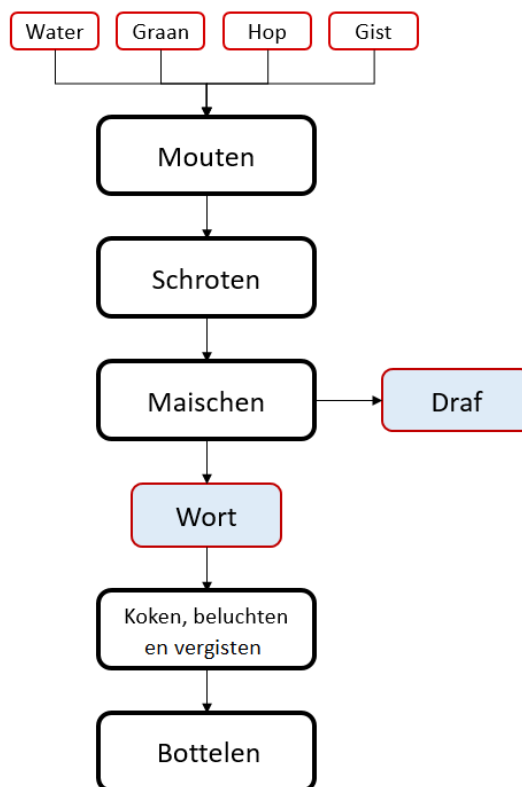 Water
Graan
Hop
Gist
Mouten
Schroten
Maischen
Draf
Wort
Koken, beluchten
en vergisten
Bottelen